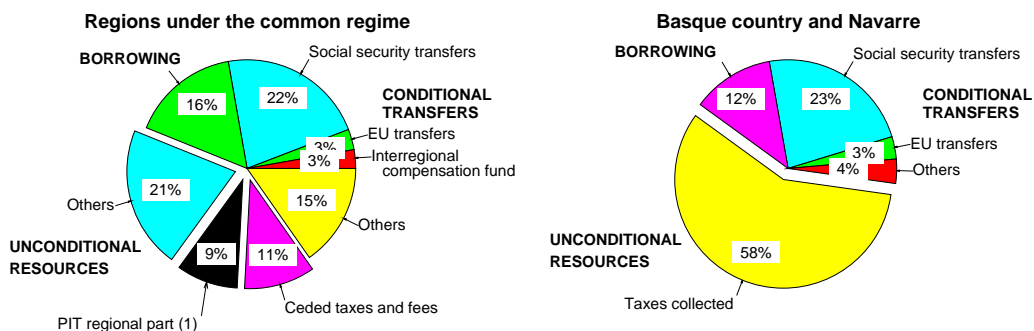 Regions under the common regime
Social security transfers
BORROWING
22%
16%
CONDITIONAL
TRANSFERS
EU transfers
3%
3%
Interregional
compensation fund
21%
15%
Others
Others
9%
11%
UNCONDITIONAL
RESOURCES
Ceded taxes and fees
PIT regional part (1)
Basque country and Navarre
BORROWING
Social security transfers
12%
23%
CONDITIONAL
TRANSFERS
EU transfers
3%
4%
Others
UNCONDITIONAL
RESOURCES
58%
Taxes collected